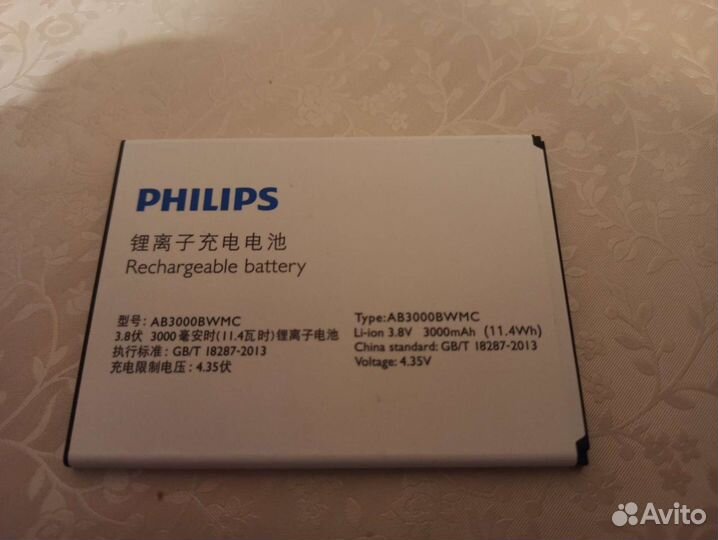 PHILIPS
锂离子充电电池
Rechargeable battery
型号: AB3000BWMC
3.8伏 3000毫安时(11.4瓦时)锂离子电池
执行标准: GB/T 18287-2013
充电限制电压: 4.35伏
Type: AB3000BWMC
Li-ion 3.8V 3000mAh (11.4Wh)
China standard: GB/T 18287-2013
Voltage: 4.35V
Avito